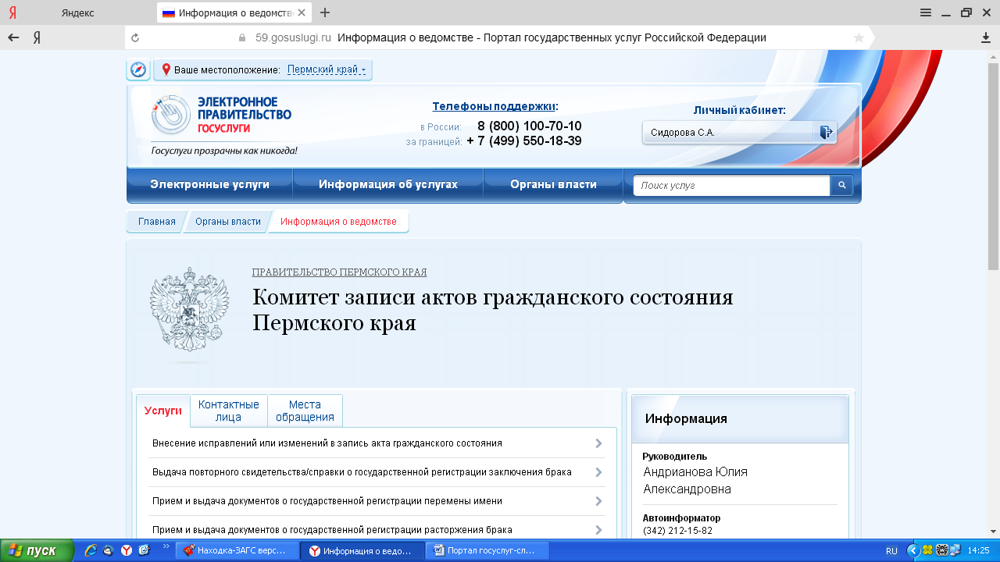 Яндекс
Информация о ведомств
59.gosuslugi.ru Информация о ведомстве - Портал государственных услуг Российской Федерации
Ваше местоположение: Пермский край
ЭЛЕКТРОННОЕ
ПРАВИТЕЛЬСТВО
ГОСУСЛУГИ
Госуслуги прозрачны как никогда!
Телефоны поддержки:
в России: 8 (800) 100-70-10
за границей: + 7 (499) 550-18-39
Личный кабинет:
Сидорова С.А.
Электронные услуги
Информация об услугах
Органы власти
Поиск услуг
Главная
Органы власти
Информация о ведомстве
ПРАВИТЕЛЬСТВО ПЕРМСКОГО КРАЯ
Комитет записи актов гражданского состояния
Пермского края
Услуги
Контактные
лица
Места
обращения
Внесение исправлений или изменений в запись акта гражданского состояния
Выдача повторного свидетельства/справки о государственной регистрации заключения брака
Прием и выдача документов о государственной регистрации перемены имени
Прием и выдача документов о государственной регистрации расторжения брака
Информация
Руководитель
Андрианова Юлия
Александровна
Автоинформатор
(342) 212-15-82
пуск
Находка-ЗАГС верс...
Информация о ведо...
Портал госуслуг-сл...
RU
14:25